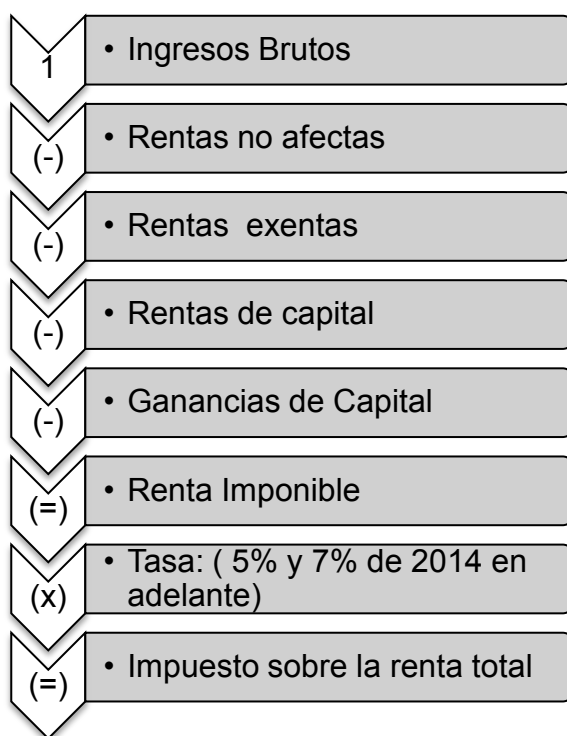 1
• Ingresos Brutos
(-)
• Rentas no afectas
(-)
• Rentas exentas
(-)
• Rentas de capital
(-)
• Ganancias de Capital
(=)
• Renta Imponible
(x)
• Tasa: ( 5% y 7% de 2014 en
adelante)
(=)
• Impuesto sobre la renta total